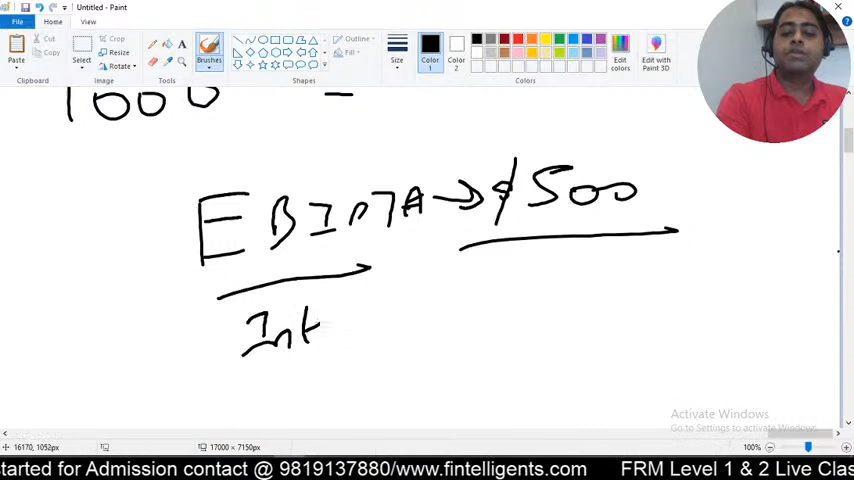 Untitled - Paint
File Home View
Paste
Cut
Copy
Clipboard
Select
Crop
Resize
Rotate
Image
A
Tools
Brushes
Shapes
Outline
Fill
Size
Color 1
Color 2
Colors
Edit colors
Edit with Paint 3D
1000 =
EBIDTA → $500
Int
Activate Windows
Go to Settings to activate Windows.
16170, 1052px
17000 × 7150px
100%
started for Admission contact @ 9819137880/www.fintelligents.com FRM Level 1 & 2 Live Clas